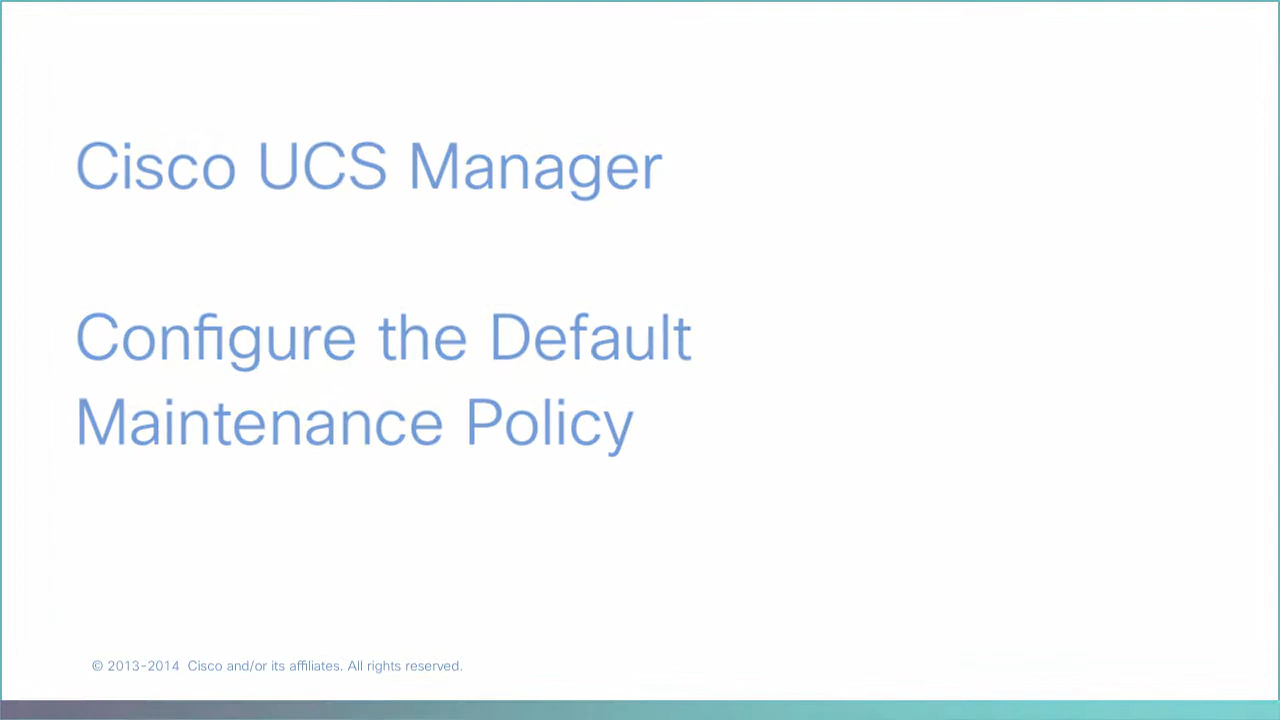 Cisco UCS Manager
Configure the Default
Maintenance Policy
© 2013-2014 Cisco and/or its affiliates. All rights reserved.